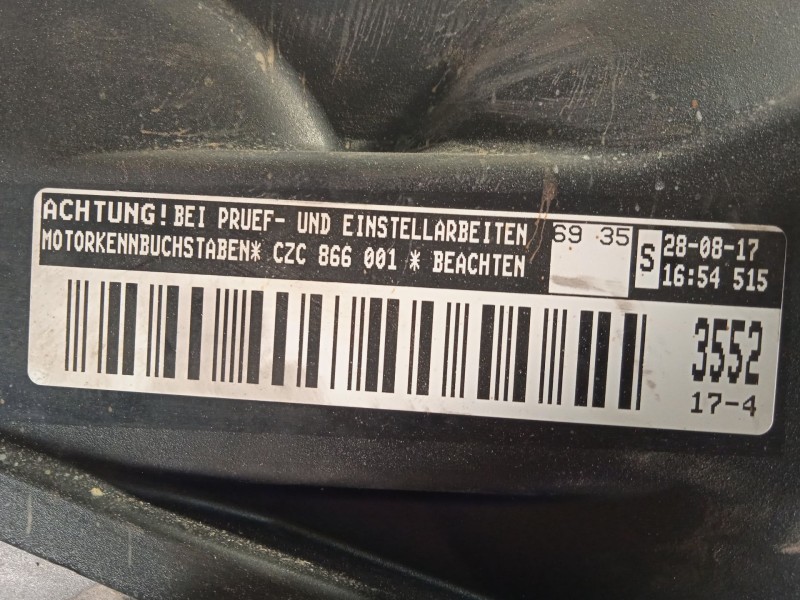 ACHTUNG! BEI PRUEF- UND EINSTELLARBEITEN
MOTORKENNBUCHSTABEN* CZC 866 001 * BEACHTEN
69 35
S
28-08-17
16:54 515
3552
17-4